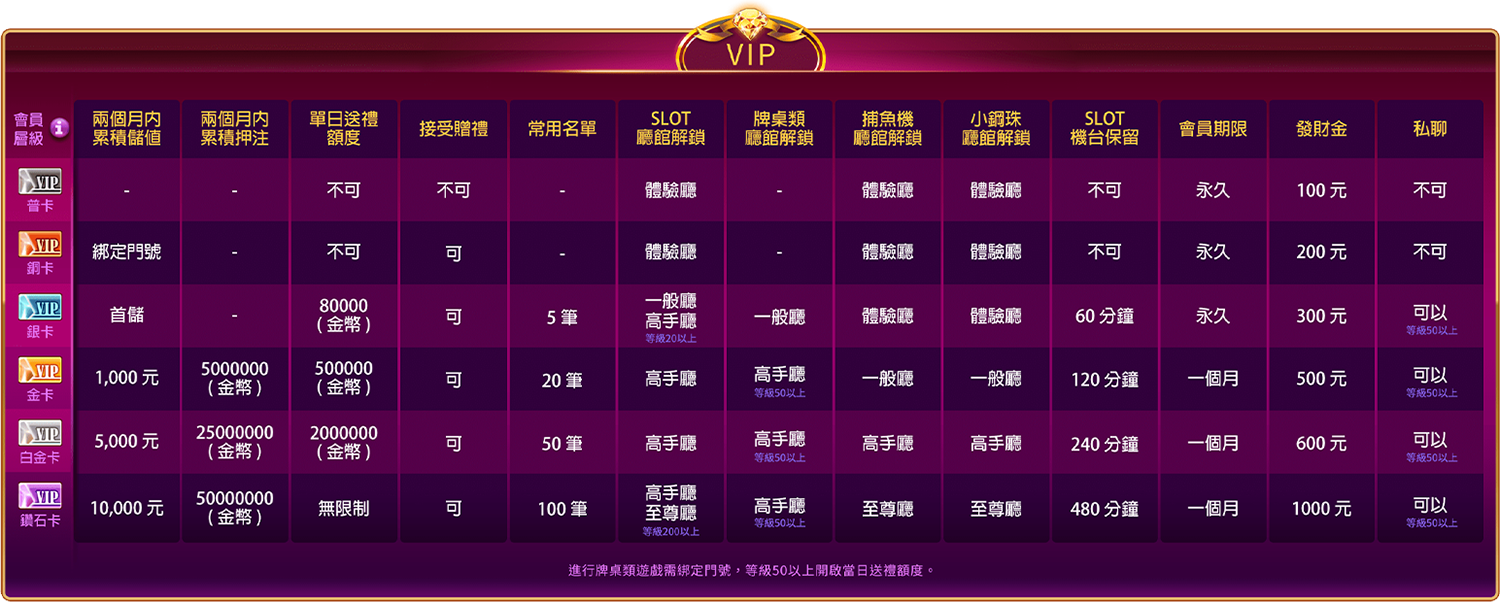 VIP
會員
層級
兩個月內
累積儲值
兩個月內
累積押注
單日送禮
額度
接受贈禮
常用名單
SLOT
廳館解鎖
牌桌類
廳館解鎖
捕魚機
廳館解鎖
小鋼珠
廳館解鎖
SLOT
機台保留
會員期限
發財金
私聊
VIP
普卡
-
-
不可
不可
-
體驗廳
-
體驗廳
體驗廳
不可
永久
100 元
不可
VIP
銅卡
綁定門號
-
不可
可
-
體驗廳
-
體驗廳
體驗廳
不可
永久
200 元
不可
VIP
銀卡
首儲
-
80000
(金幣)
可
5 筆
一般廳
高手廳
等級20以上
一般廳
體驗廳
體驗廳
60 分鐘
永久
300 元
可以
等級50以上
VIP
金卡
1,000 元
5000000
(金幣)
500000
(金幣)
可
20 筆
高手廳
高手廳
等級50以上
一般廳
一般廳
120 分鐘
一個月
500 元
可以
等級50以上
VIP
白金卡
5,000 元
25000000
(金幣)
2000000
(金幣)
可
50 筆
高手廳
高手廳
等級50以上
高手廳
高手廳
240 分鐘
一個月
600 元
可以
等級50以上
VIP
鑽石卡
10,000 元
50000000
(金幣)
無限制
可
100 筆
高手廳
至尊廳
等級200以上
高手廳
等級50以上
至尊廳
至尊廳
480 分鐘
一個月
1000 元
可以
等級50以上
進行牌桌類遊戲需綁定門號，等級50以上開啟當日送禮額度。